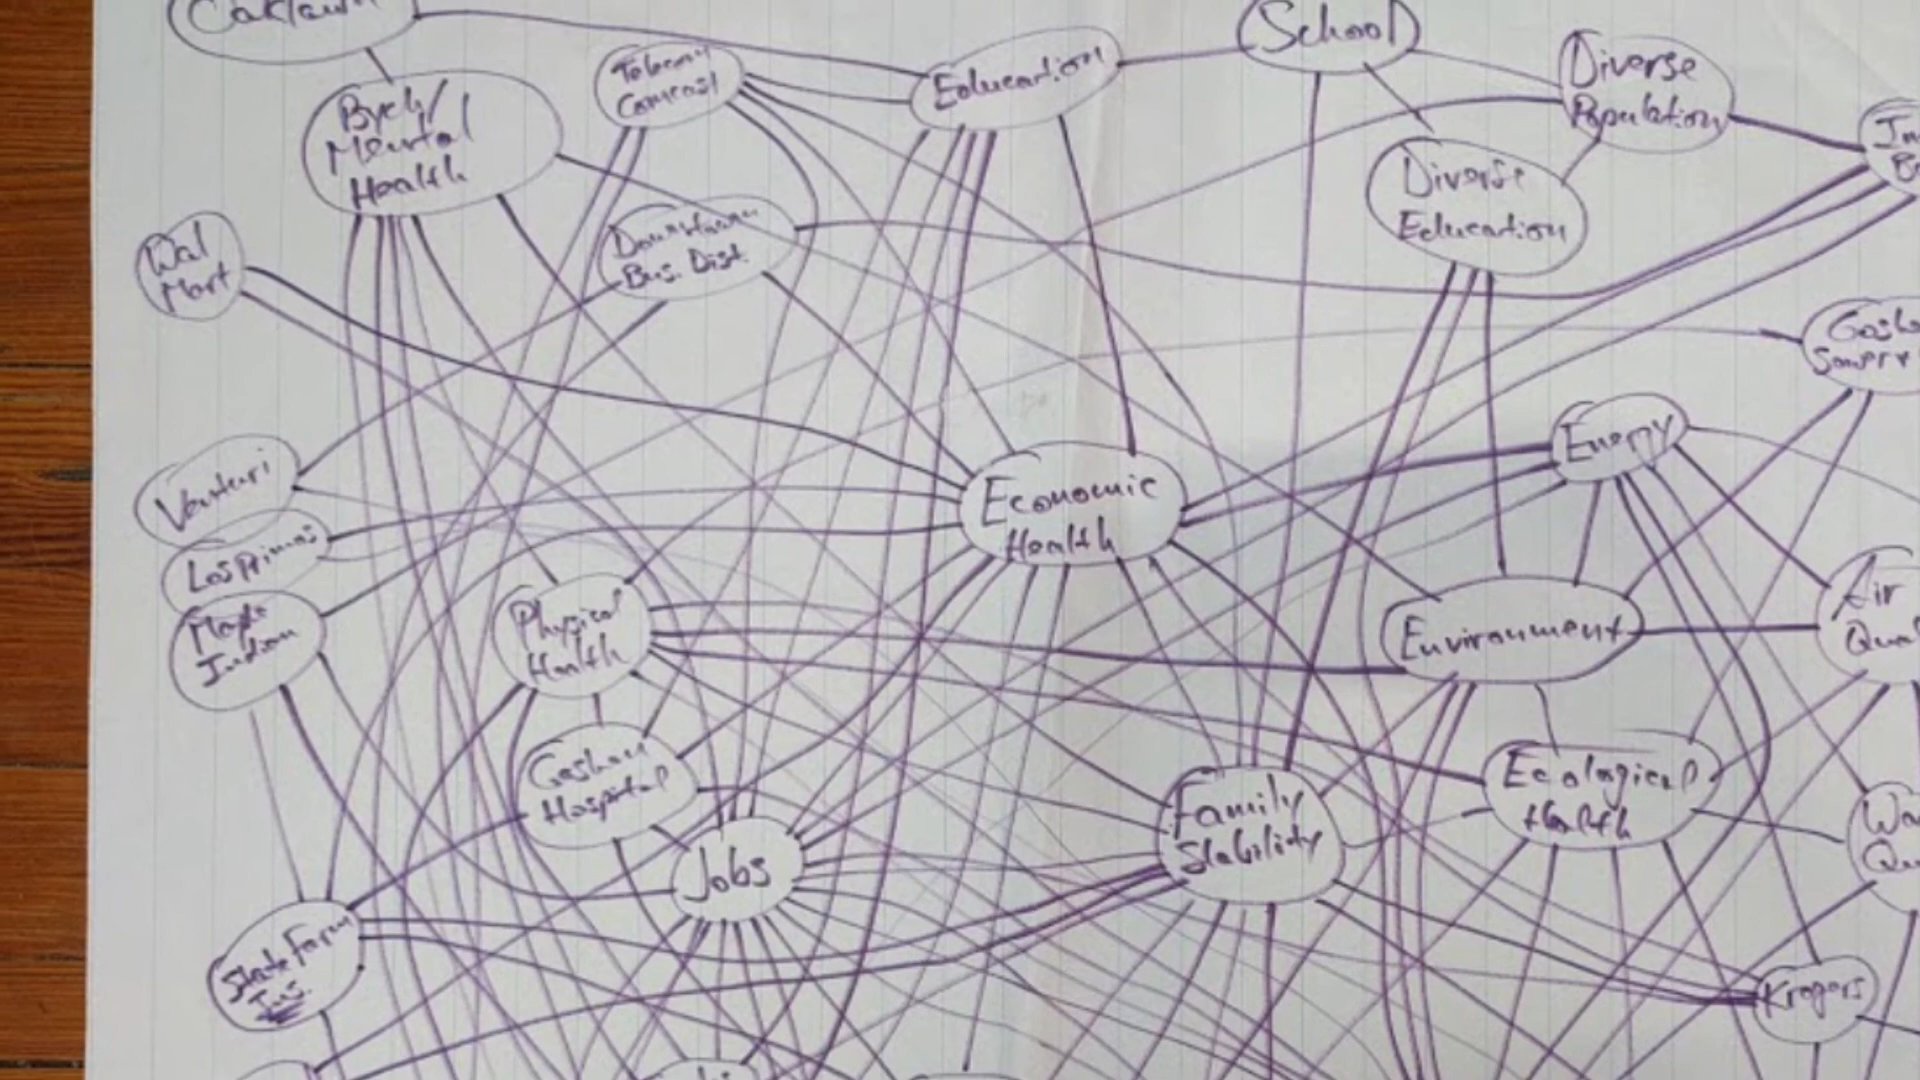 Oaklawn
School
Telecom
Comcast
Education
Diverse
Population
Psych/
Mental
Health
Diverse
Education
Wal
Mart
Downtown
Bus. Dist.
Goshen
Energy
Venturi
Economic
Health
Los Primos
Maple
Indian
Physical
Health
Environment
Air
Goshen
Hospital
Ecological
Health
Family
Stability
Jobs
State Farm
Ins.
Krogers